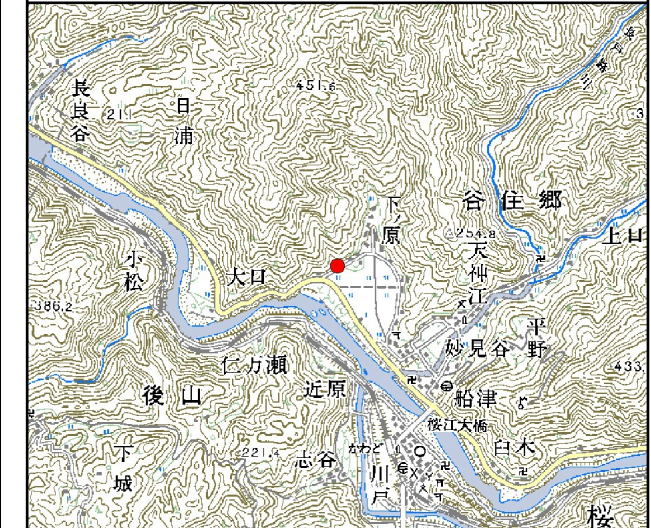 長良谷
日浦
211
451.6
小松
386.2
大口
下ノ原
谷住郷
254.8
天神江
上口
平野
妙見谷
433
仁万瀬
近原
後山
船津
桜江大橋
臼木
221.4
志谷
かわど
川戸
下城
桜